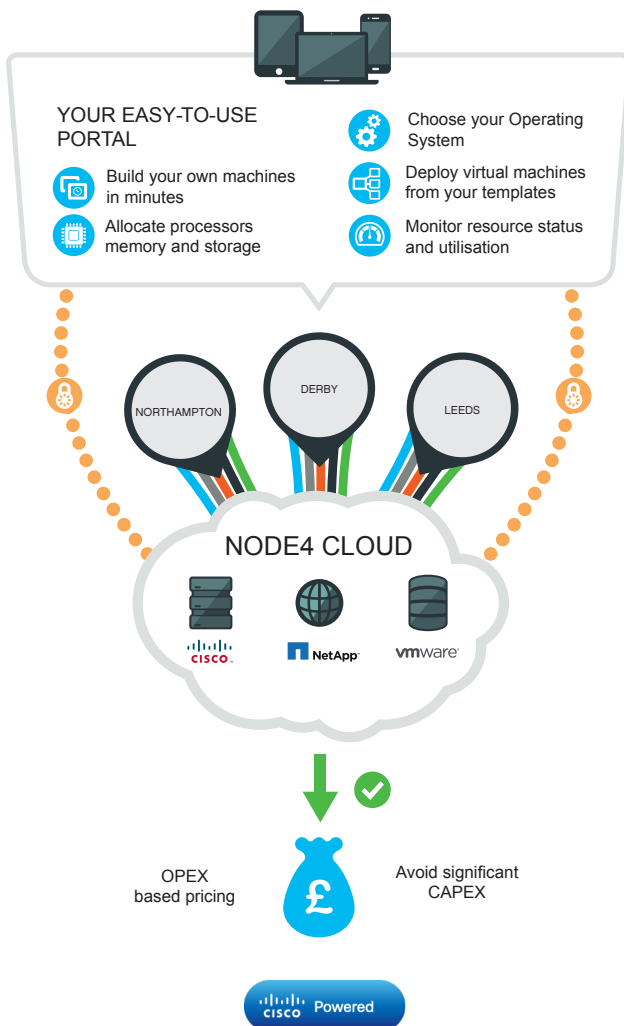 YOUR EASY-TO-USE
PORTAL
Build your own machines
in minutes
Allocate processors
memory and storage
Choose your Operating
System
Deploy virtual machines
from your templates
Monitor resource status
and utilisation
NORTHAMPTON
DERBY
LEEDS
NODE4 CLOUD
CISCO™
NetApp™
vmware®
OPEX
based pricing
£
Avoid significant
CAPEX
CISCO Powered